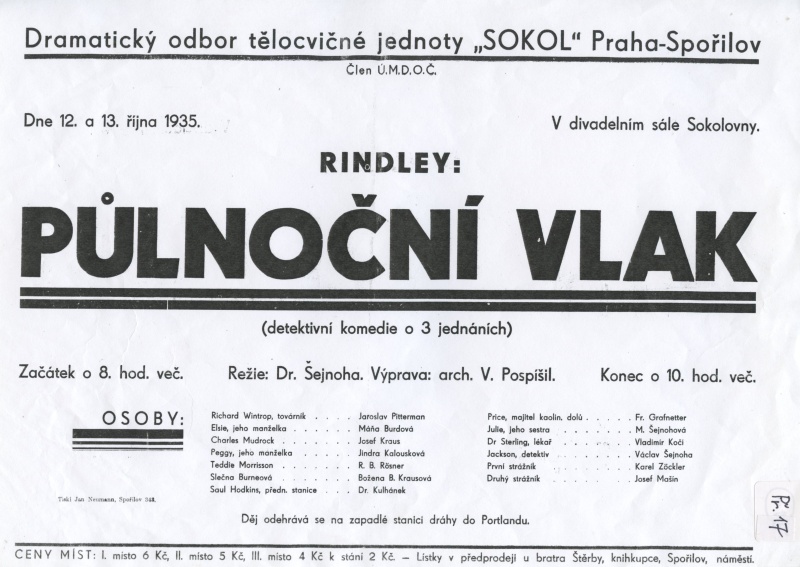 Dramatický odbor tělocvičné jednoty „SOKOL“ Praha-Spořilov
Člen Ú.M.D.O.Č.
Dne 12. a 13. října 1935.
V divadelním sále Sokolovny.
RINDLEY:
PŮLNOČNÍ VLAK
(detektivní komedie o 3 jednáních)
Začátek o 8. hod. več. Režie: Dr. Šejnoha. Výprava: arch. V. Pospíšil. Konec o 10. hod. več.
OSOBY:
Richard Wintrop, továrník . . . . Jaroslav Pitterman
Elsie, jeho manželka . . . . . Máňa Burdová
Charles Mudrock . . . . . . . Josef Kraus
Peggy, jeho manželka . . . . . Jindra Kalousková
Teddie Morrisson . . . . . . . R. B. Rösner
Slečna Burneová . . . . . . . Božena B. Krausová
Saul Hodkins, předn. stanice . . . Dr. Kulhánek
Price, majitel kaolin. dolů . . . . . Fr. Grofnetter
Julie, jeho sestra . . . . . . . M. Šejnohová
Dr Sterling, lékař . . . . . . . Vladimír Kočí
Jackson, detektiv . . . . . . . Václav Šejnoha
První strážník . . . . . . . . Karel Zöckler
Druhý strážník . . . . . . . . Josef Mašin
Tiskl Jan Neumann, Spořilov 348.
Děj odehrává se na zapadlé stanici dráhy do Portlandu.
Př. 17
CENY MÍST: I. místo 6 Kč, II. místo 5 Kč, III. místo 4 Kč k stání 2 Kč. – Lístky v předprodeji u bratra Štěrby, knihkupce, Spořilov, náměstí.